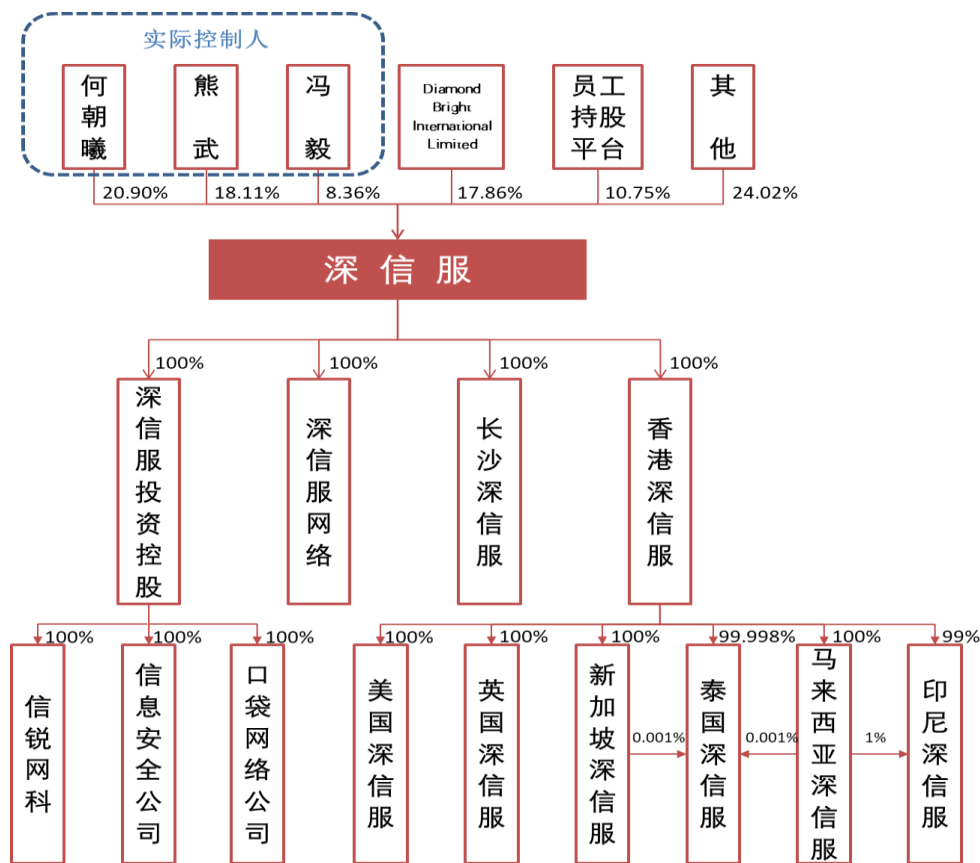 实际控制人
何朝曦
熊武
冯毅
Diamond
Bright
International
Limited
员工
持股
平台
其他
20.90%
18.11%
8.36%
17.86%
10.75%
24.02%
深信服
100%
100%
100%
100%
深信服投资控股
深信服网络
长沙深信服
香港深信服
100%
100%
100%
100%
100%
100%
99.998%
100%
99%
信锐网科
信息安全公司
口袋网络公司
美国深信服
英国深信服
新加坡深信服
0.001%
泰国深信服
0.001%
马来西亚深信服
1%
印尼深信服